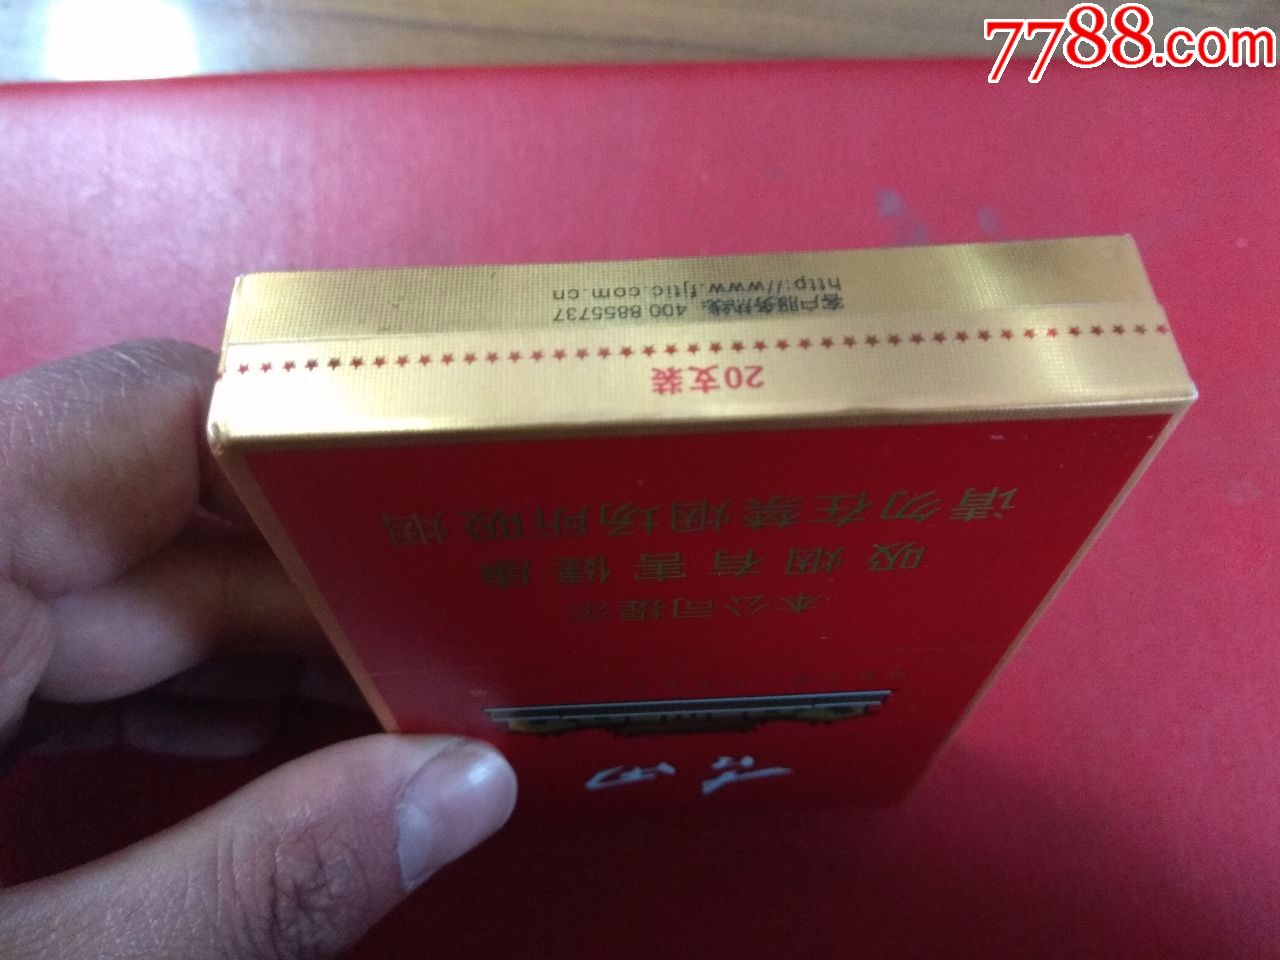 7788.com
客户服务热线: 400 8855737
http://www.fjtic.com.cn
20支装
本公司提示
吸烟有害健康
请勿在禁烟场所吸烟